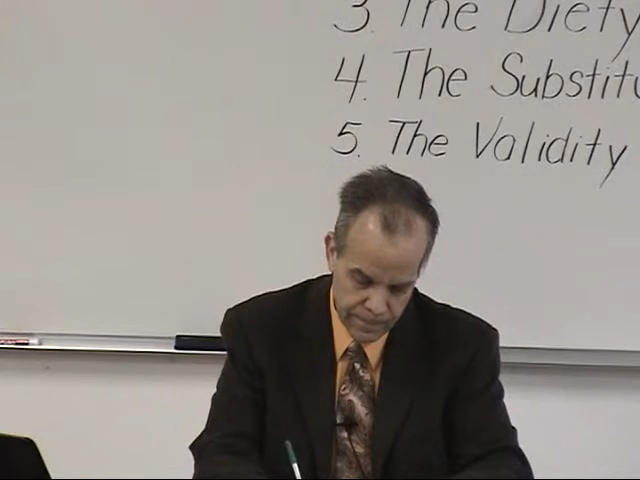 3. The Diety
4. The Substitu
5. The Validity